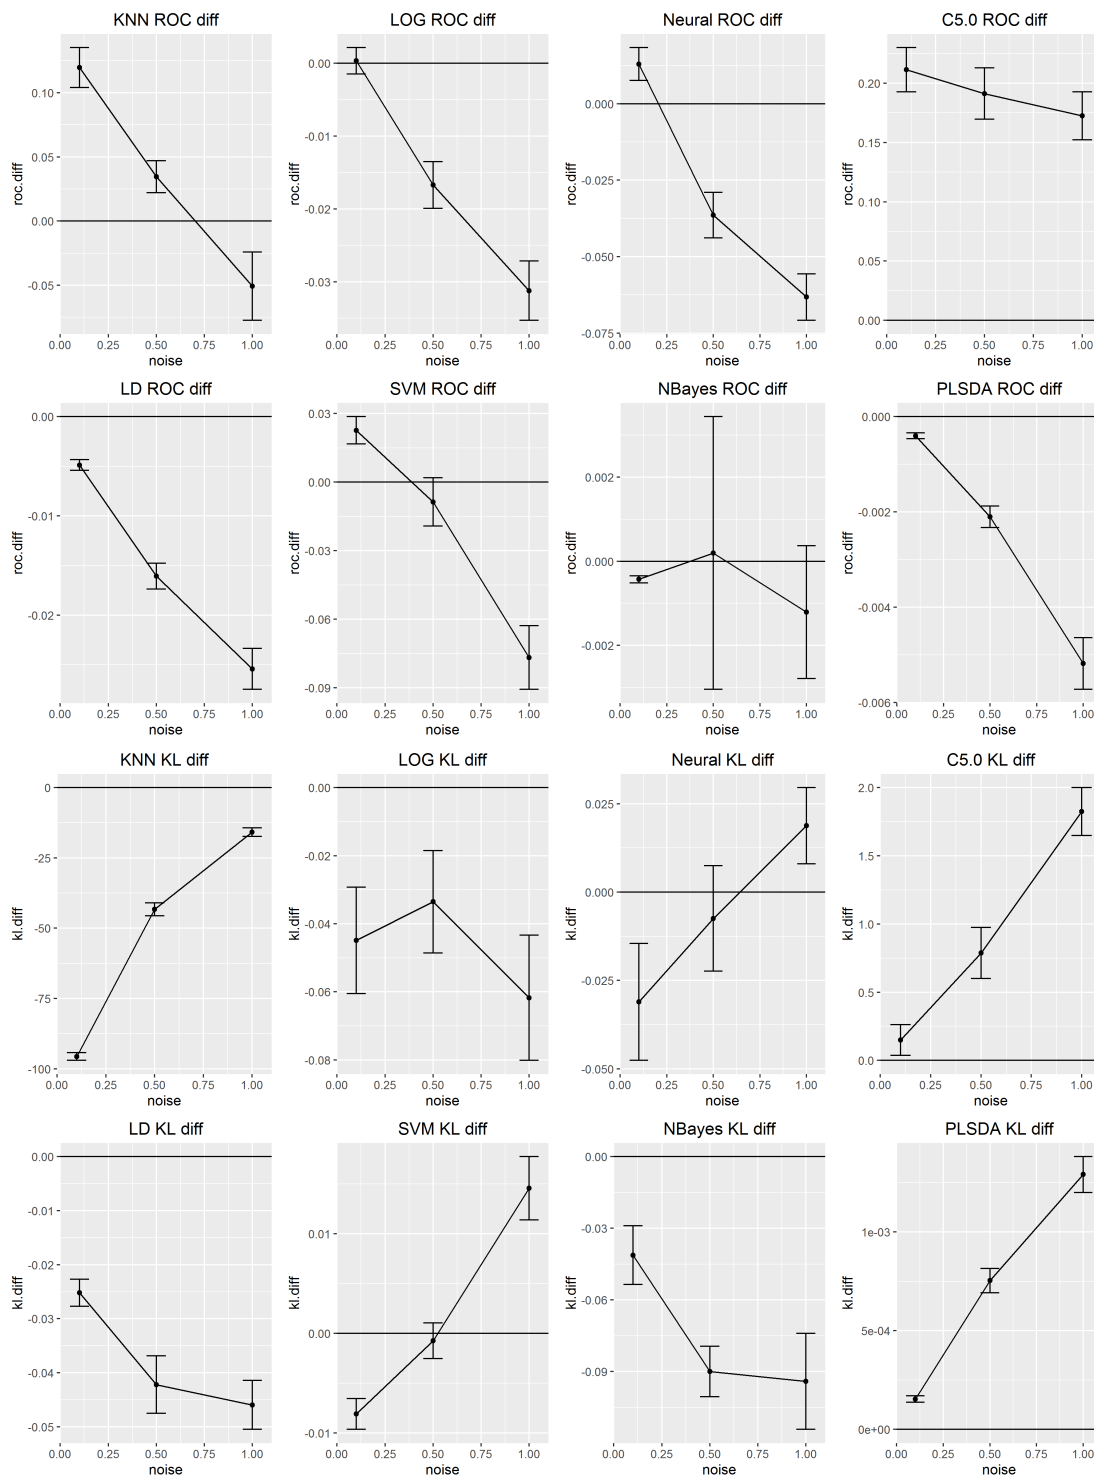 KNN ROC diff
LOG ROC diff
Neural ROC diff
C5.0 ROC diff
0.10
0.05
0.00
-0.05
roc.diff
0.00 0.25 0.50 0.75 1.00
noise
0.00
-0.01
-0.02
-0.03
roc.diff
0.00 0.25 0.50 0.75 1.00
noise
0.000
-0.025
-0.050
-0.075
roc.diff
0.00 0.25 0.50 0.75 1.00
noise
0.20
0.15
0.10
0.05
0.00
roc.diff
0.00 0.25 0.50 0.75 1.00
noise
LD ROC diff
SVM ROC diff
NBayes ROC diff
PLSDA ROC diff
0.00
-0.01
-0.02
roc.diff
0.00 0.25 0.50 0.75 1.00
noise
0.03
0.00
-0.03
-0.06
-0.09
roc.diff
0.00 0.25 0.50 0.75 1.00
noise
0.002
0.000
-0.002
roc.diff
0.00 0.25 0.50 0.75 1.00
noise
0.000
-0.002
-0.004
-0.006
roc.diff
0.00 0.25 0.50 0.75 1.00
noise
KNN KL diff
LOG KL diff
Neural KL diff
C5.0 KL diff
0
-25
-50
-75
-100
kl.diff
0.00 0.25 0.50 0.75 1.00
noise
0.00
-0.02
-0.04
-0.06
-0.08
kl.diff
0.00 0.25 0.50 0.75 1.00
noise
0.025
0.000
-0.025
-0.050
kl.diff
0.00 0.25 0.50 0.75 1.00
noise
2.0
1.5
1.0
0.5
0.0
kl.diff
0.00 0.25 0.50 0.75 1.00
noise
LD KL diff
SVM KL diff
NBayes KL diff
PLSDA KL diff
0.00
-0.01
-0.02
-0.03
-0.04
-0.05
kl.diff
0.00 0.25 0.50 0.75 1.00
noise
0.01
0.00
-0.01
kl.diff
0.00 0.25 0.50 0.75 1.00
noise
0.00
-0.03
-0.06
-0.09
kl.diff
0.00 0.25 0.50 0.75 1.00
noise
1e-03
5e-04
0e+00
kl.diff
0.00 0.25 0.50 0.75 1.00
noise